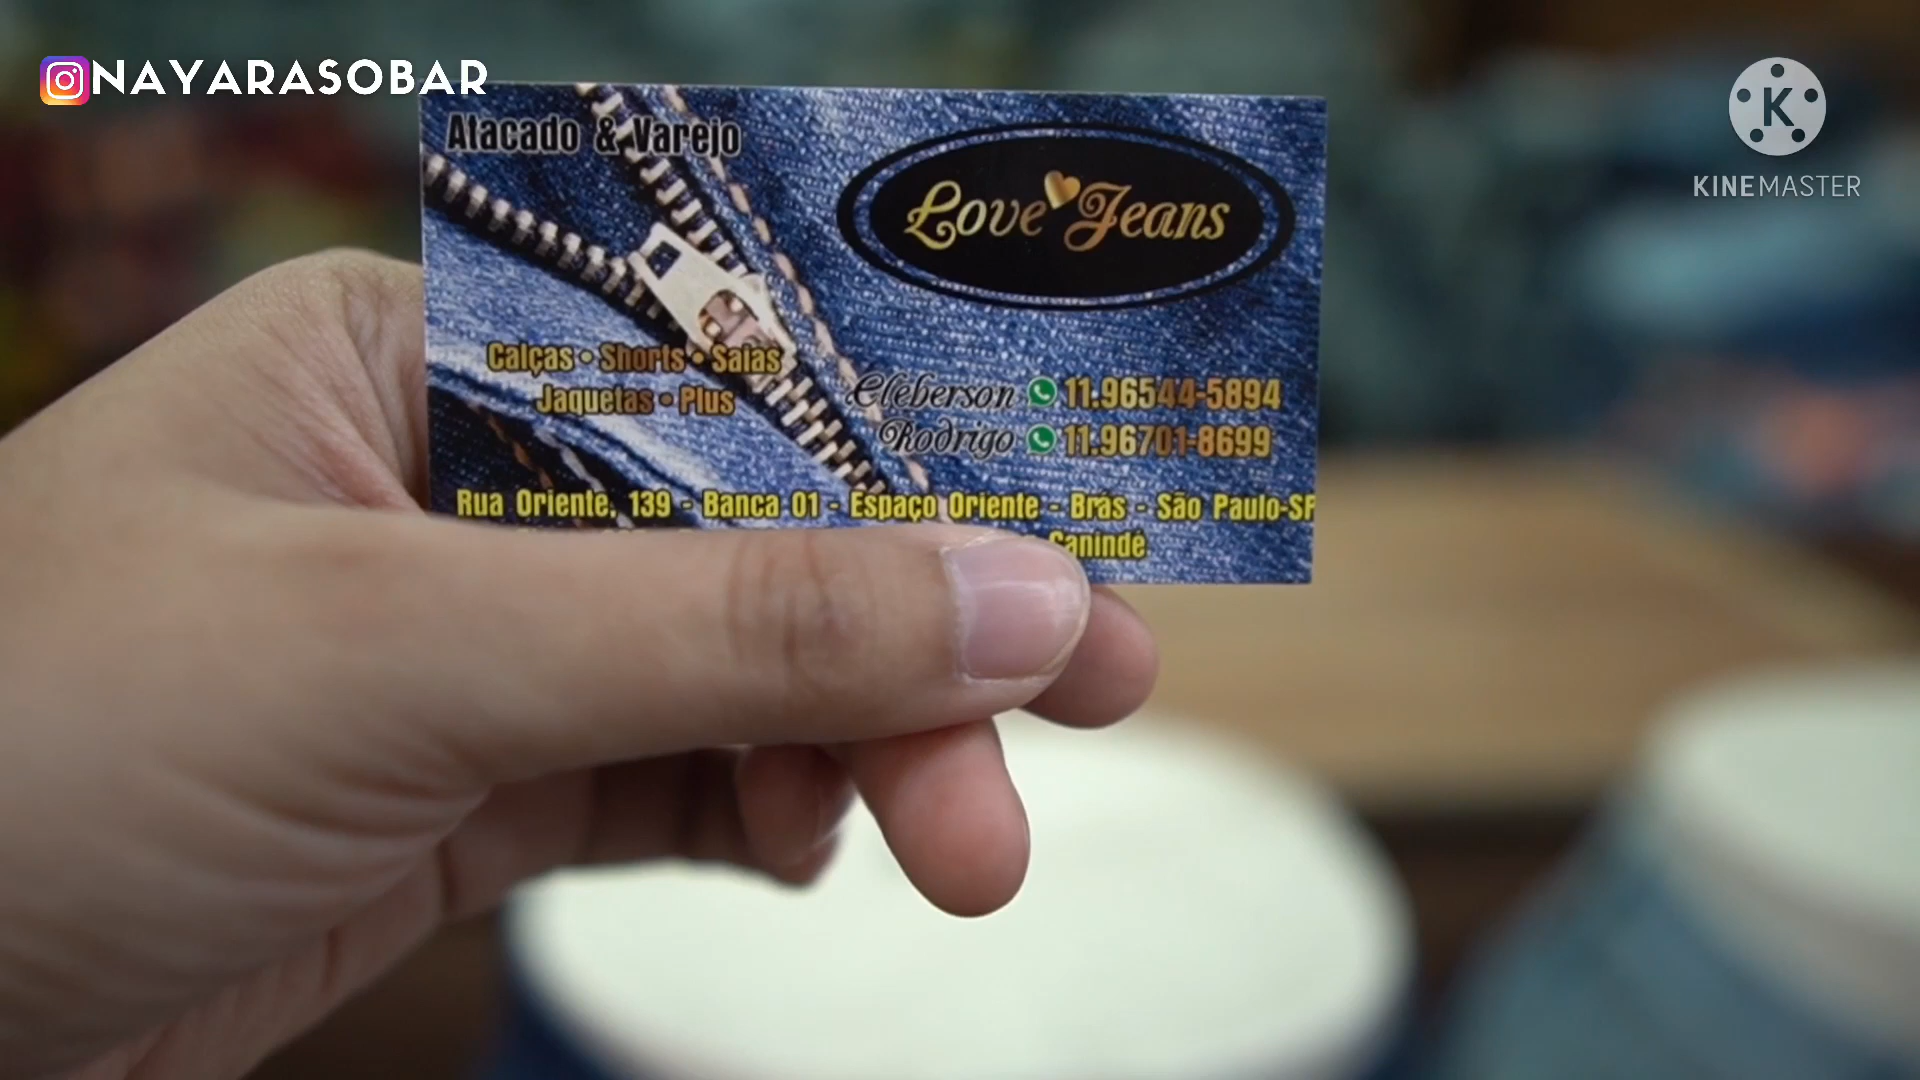 NAYARASOBAR
K
KINEMASTER
Atacado & Varejo
Love Jeans
Calças • Shorts • Saias
Jaquetas • Plus
Cleberson 11.96544-5894
Rodrigo 11.96701-8699
Rua Oriente, 139 - Banca 01 - Espaço Oriente - Brás - São Paulo-SP
Canindé